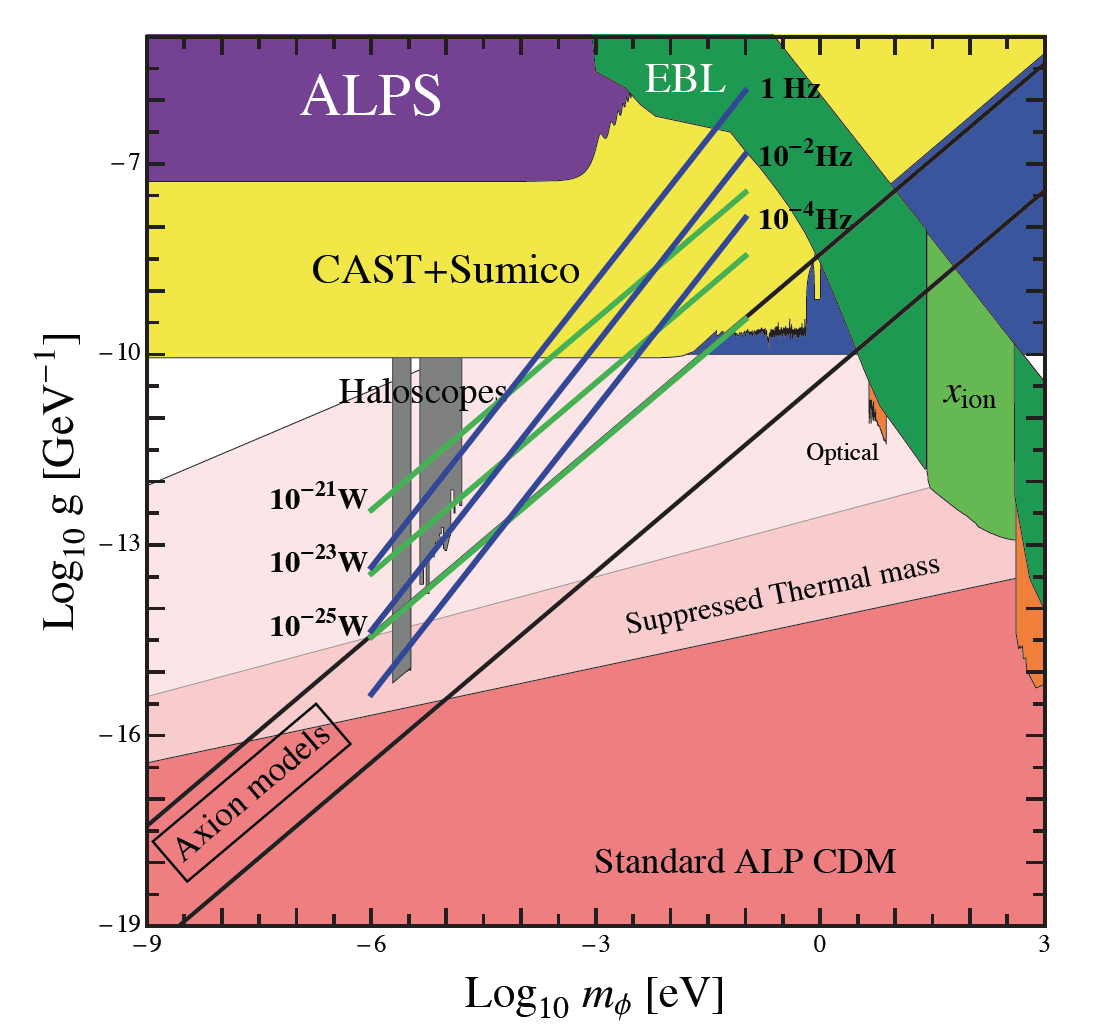 ALPS
EBL
1 Hz
10⁻²Hz
10⁻⁴Hz
CAST+Sumico
Haloscopes
x_ion
Optical
10⁻²¹W
10⁻²³W
10⁻²⁵W
Suppressed Thermal mass
Axion models
Standard ALP CDM
−7
−10
−13
−16
−19
Log₁₀ g [GeV⁻¹]
−9 −6 −3 0 3
Log₁₀ m_ϕ [eV]